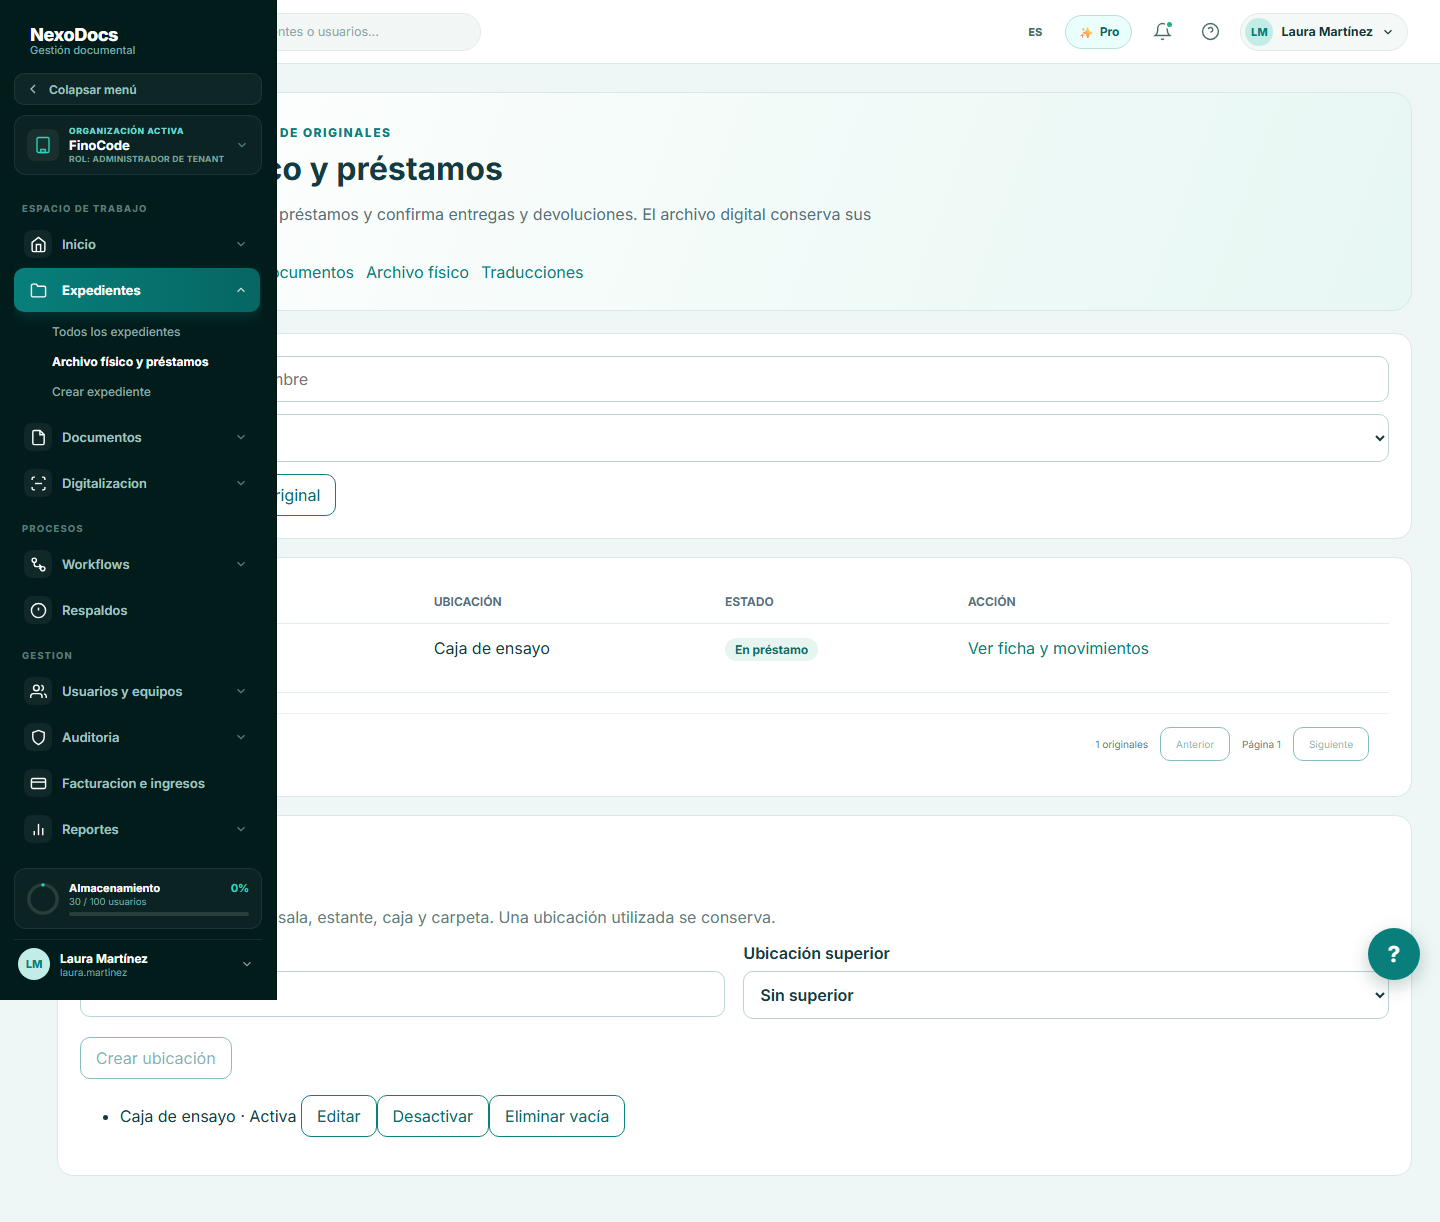 NexoDocs
Gestión documental
Colapsar menú
ORGANIZACIÓN ACTIVA
FinoCode
ROL: ADMINISTRADOR DE TENANT
ESPACIO DE TRABAJO
Inicio
Expedientes
Todos los expedientes
Archivo físico y préstamos
Crear expediente
Documentos
Digitalizacion
PROCESOS
Workflows
Respaldos
GESTION
Usuarios y equipos
Auditoria
Facturacion e ingresos
Reportes
Almacenamiento 0%
30 / 100 usuarios
LM Laura Martínez
laura.martinez
o usuarios...
ES Pro LM Laura Martínez
DE ORIGINALES
y préstamos
préstamos y confirma entregas y devoluciones. El archivo digital conserva sus
Archivo físico Traducciones
UBICACIÓN ESTADO ACCIÓN
Caja de ensayo En préstamo Ver ficha y movimientos
1 originales Anterior Página 1 Siguiente
sala, estante, caja y carpeta. Una ubicación utilizada se conserva.
Ubicación superior
Sin superior
?
Crear ubicación
• Caja de ensayo · Activa Editar Desactivar Eliminar vacía